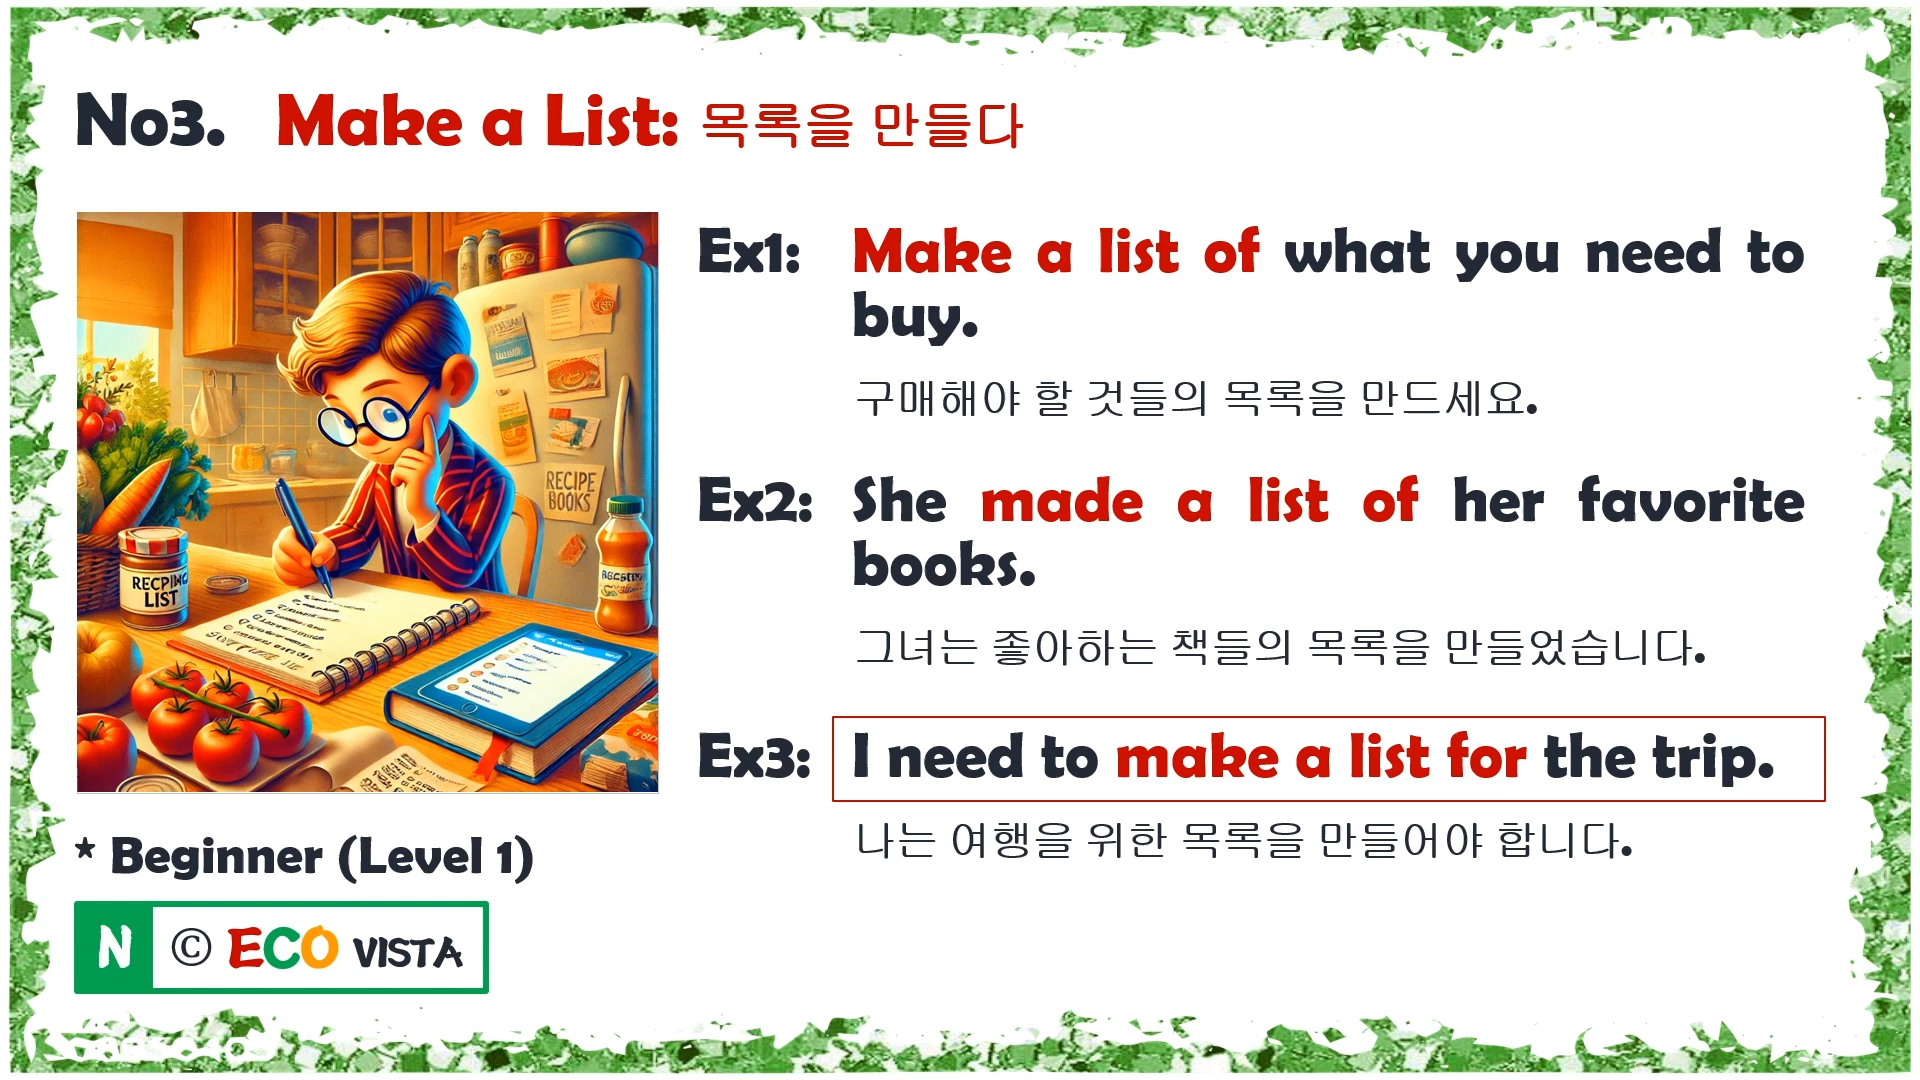 No3. Make a List: 목록을 만들다
Ex1: Make a list of what you need to
buy.
구매해야 할 것들의 목록을 만드세요.
Ex2: She made a list of her favorite
books.
그녀는 좋아하는 책들의 목록을 만들었습니다.
Ex3: I need to make a list for the trip.
나는 여행을 위한 목록을 만들어야 합니다.
RECIPE
BOOKS
LIST
* Beginner (Level 1)
N © ECO VISTA